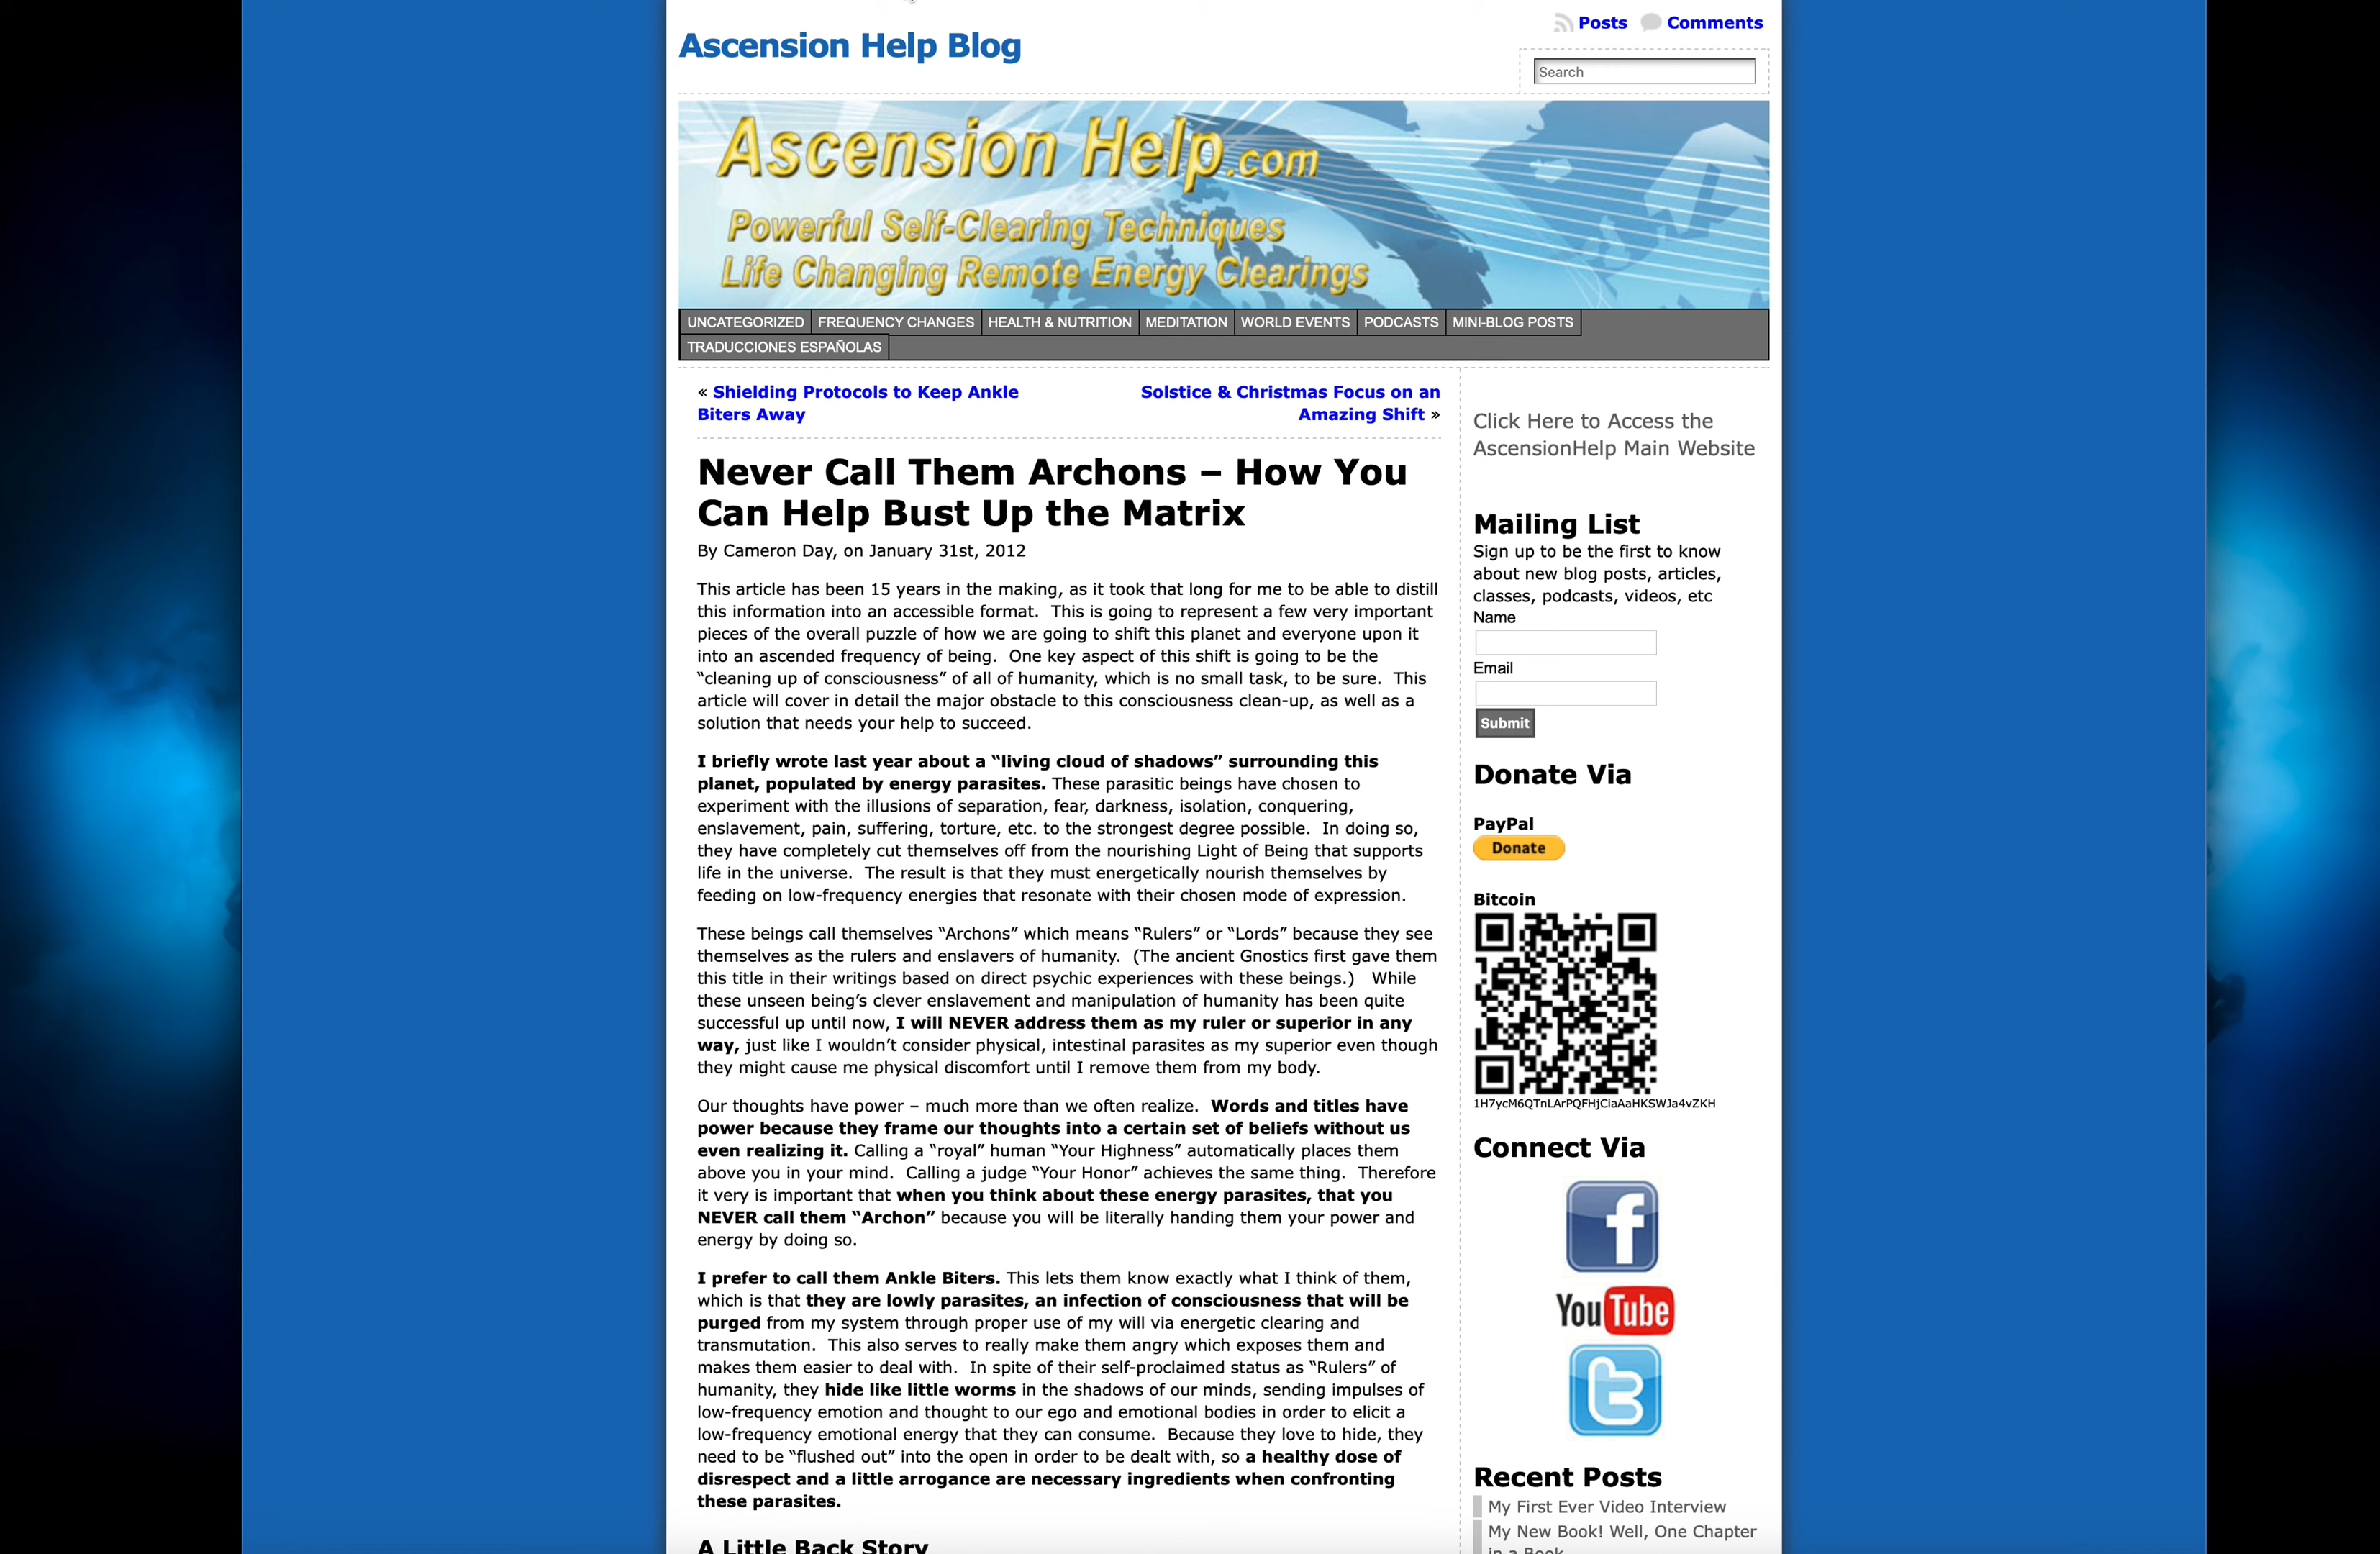 Posts Comments
Ascension Help Blog
Search
Ascension Help.com
Powerful Self-Clearing Techniques
Life Changing Remote Energy Clearings
UNCATEGORIZED FREQUENCY CHANGES HEALTH & NUTRITION MEDITATION WORLD EVENTS PODCASTS MINI-BLOG POSTS
TRADUCCIONES ESPAÑOLAS
« Shielding Protocols to Keep Ankle
Biters Away
Solstice & Christmas Focus on an
Amazing Shift »
Never Call Them Archons – How You
Can Help Bust Up the Matrix
By Cameron Day, on January 31st, 2012
This article has been 15 years in the making, as it took that long for me to be able to distill
this information into an accessible format.  This is going to represent a few very important
pieces of the overall puzzle of how we are going to shift this planet and everyone upon it
into an ascended frequency of being.  One key aspect of this shift is going to be the
“cleaning up of consciousness” of all of humanity, which is no small task, to be sure.  This
article will cover in detail the major obstacle to this consciousness clean-up, as well as a
solution that needs your help to succeed.
I briefly wrote last year about a “living cloud of shadows” surrounding this
planet, populated by energy parasites. These parasitic beings have chosen to
experiment with the illusions of separation, fear, darkness, isolation, conquering,
enslavement, pain, suffering, torture, etc. to the strongest degree possible.  In doing so,
they have completely cut themselves off from the nourishing Light of Being that supports
life in the universe.  The result is that they must energetically nourish themselves by
feeding on low-frequency energies that resonate with their chosen mode of expression.
These beings call themselves “Archons” which means “Rulers” or “Lords” because they see
themselves as the rulers and enslavers of humanity.  (The ancient Gnostics first gave them
this title in their writings based on direct psychic experiences with these beings.)   While
these unseen being’s clever enslavement and manipulation of humanity has been quite
successful up until now, I will NEVER address them as my ruler or superior in any
way, just like I wouldn’t consider physical, intestinal parasites as my superior even though
they might cause me physical discomfort until I remove them from my body.
Our thoughts have power – much more than we often realize.  Words and titles have
power because they frame our thoughts into a certain set of beliefs without us
even realizing it. Calling a “royal” human “Your Highness” automatically places them
above you in your mind.  Calling a judge “Your Honor” achieves the same thing.  Therefore
it very is important that when you think about these energy parasites, that you
NEVER call them “Archon” because you will be literally handing them your power and
energy by doing so.
I prefer to call them Ankle Biters. This lets them know exactly what I think of them,
which is that they are lowly parasites, an infection of consciousness that will be
purged from my system through proper use of my will via energetic clearing and
transmutation.  This also serves to really make them angry which exposes them and
makes them easier to deal with.  In spite of their self-proclaimed status as “Rulers” of
humanity, they hide like little worms in the shadows of our minds, sending impulses of
low-frequency emotion and thought to our ego and emotional bodies in order to elicit a
low-frequency emotional energy that they can consume.  Because they love to hide, they
need to be “flushed out” into the open in order to be dealt with, so a healthy dose of
disrespect and a little arrogance are necessary ingredients when confronting
these parasites.
A Little Back Story
Click Here to Access the
AscensionHelp Main Website
Mailing List
Sign up to be the first to know
about new blog posts, articles,
classes, podcasts, videos, etc
Name
Email
Submit
Donate Via
PayPal
Donate
Bitcoin
1H7ycM6QTnLArPQFHjCiaAaHKSWJa4vZKH
Connect Via
f
YouTube
t
Recent Posts
My First Ever Video Interview
My New Book! Well, One Chapter
in a Book